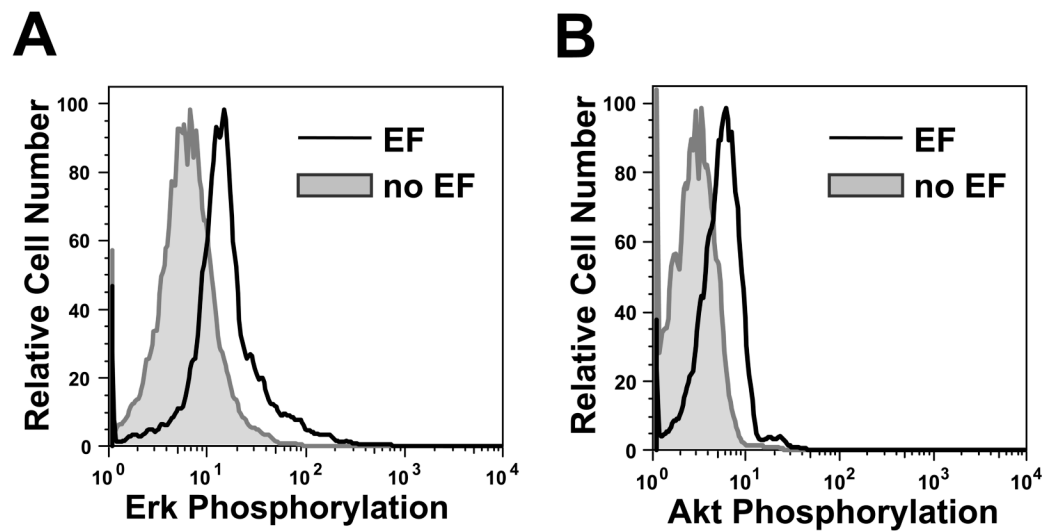 A
Relative Cell Number
100
80
60
40
20
0
EF
no EF
10^0
10^1
10^2
10^3
10^4
Erk Phosphorylation
B
Relative Cell Number
100
80
60
40
20
0
EF
no EF
10^0
10^1
10^2
10^3
10^4
Akt Phosphorylation